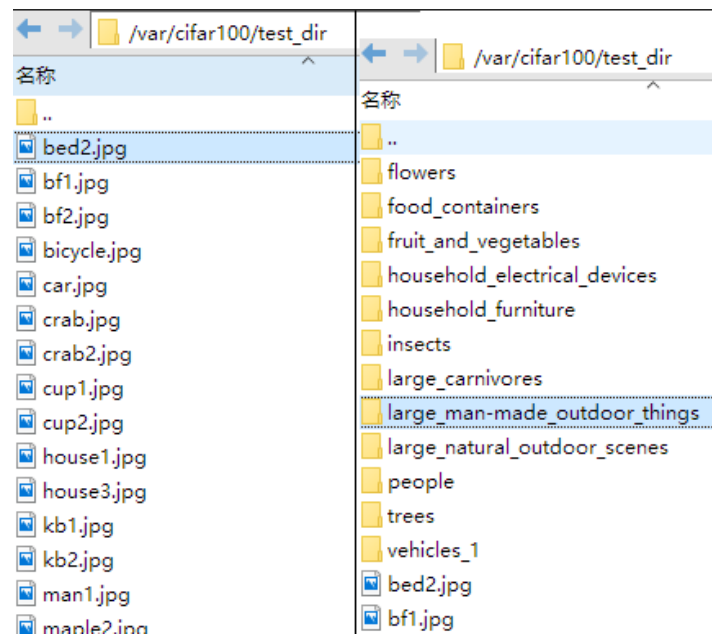 /var/cifar100/test_dir
名称
..
bed2.jpg
bf1.jpg
bf2.jpg
bicycle.jpg
car.jpg
crab.jpg
crab2.jpg
cup1.jpg
cup2.jpg
house1.jpg
house3.jpg
kb1.jpg
kb2.jpg
man1.jpg
maple2.jpg
/var/cifar100/test_dir
名称
..
flowers
food_containers
fruit_and_vegetables
household_electrical_devices
household_furniture
insects
large_carnivores
large_man-made_outdoor_things
large_natural_outdoor_scenes
people
trees
vehicles_1
bed2.jpg
bf1.jpg